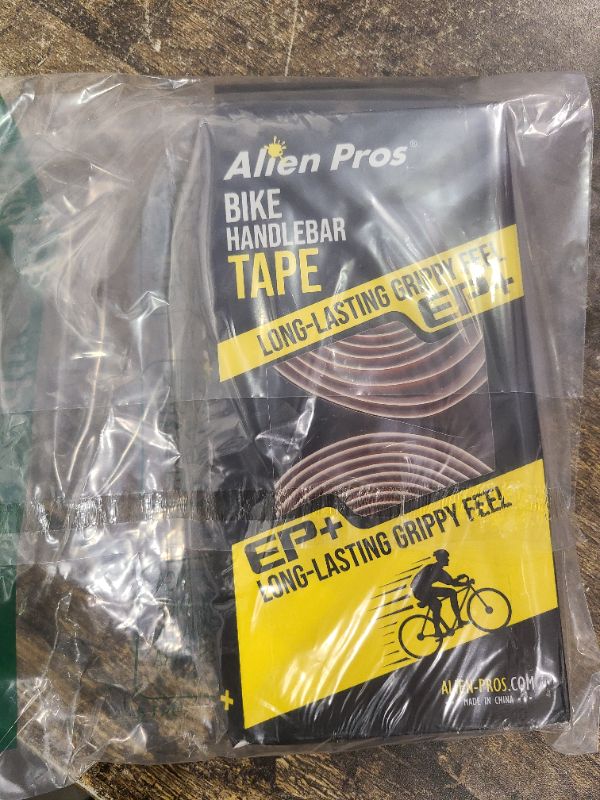 Alien Pros®
BIKE
HANDLEBAR
TAPE
LONG-LASTING GRIPPY FEEL
EP+
EP+
LONG-LASTING GRIPPY FEEL
ALIEN-PROS.COM
MADE IN CHINA